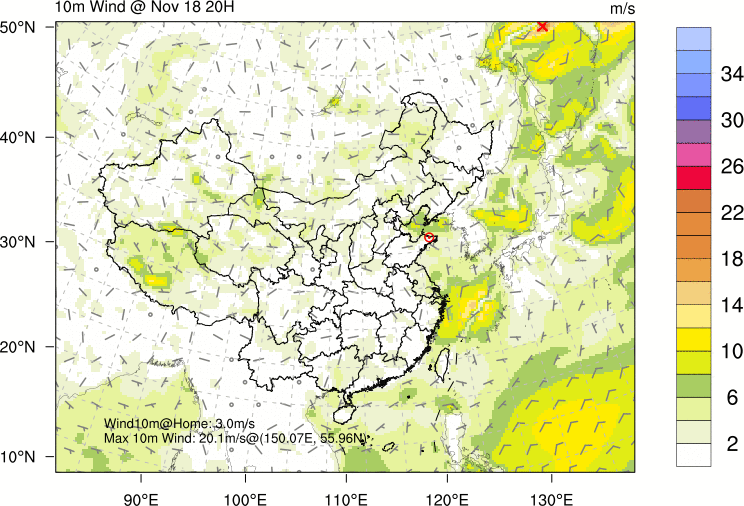 10m Wind @ Nov 18 20H
m/s
50°N
40°N
30°N
20°N
10°N
90°E
100°E
110°E
120°E
130°E
Wind10m@Home: 3.0m/s
Max 10m Wind: 20.1m/s@(150.07E, 55.96N)
34
30
26
22
18
14
10
6
2